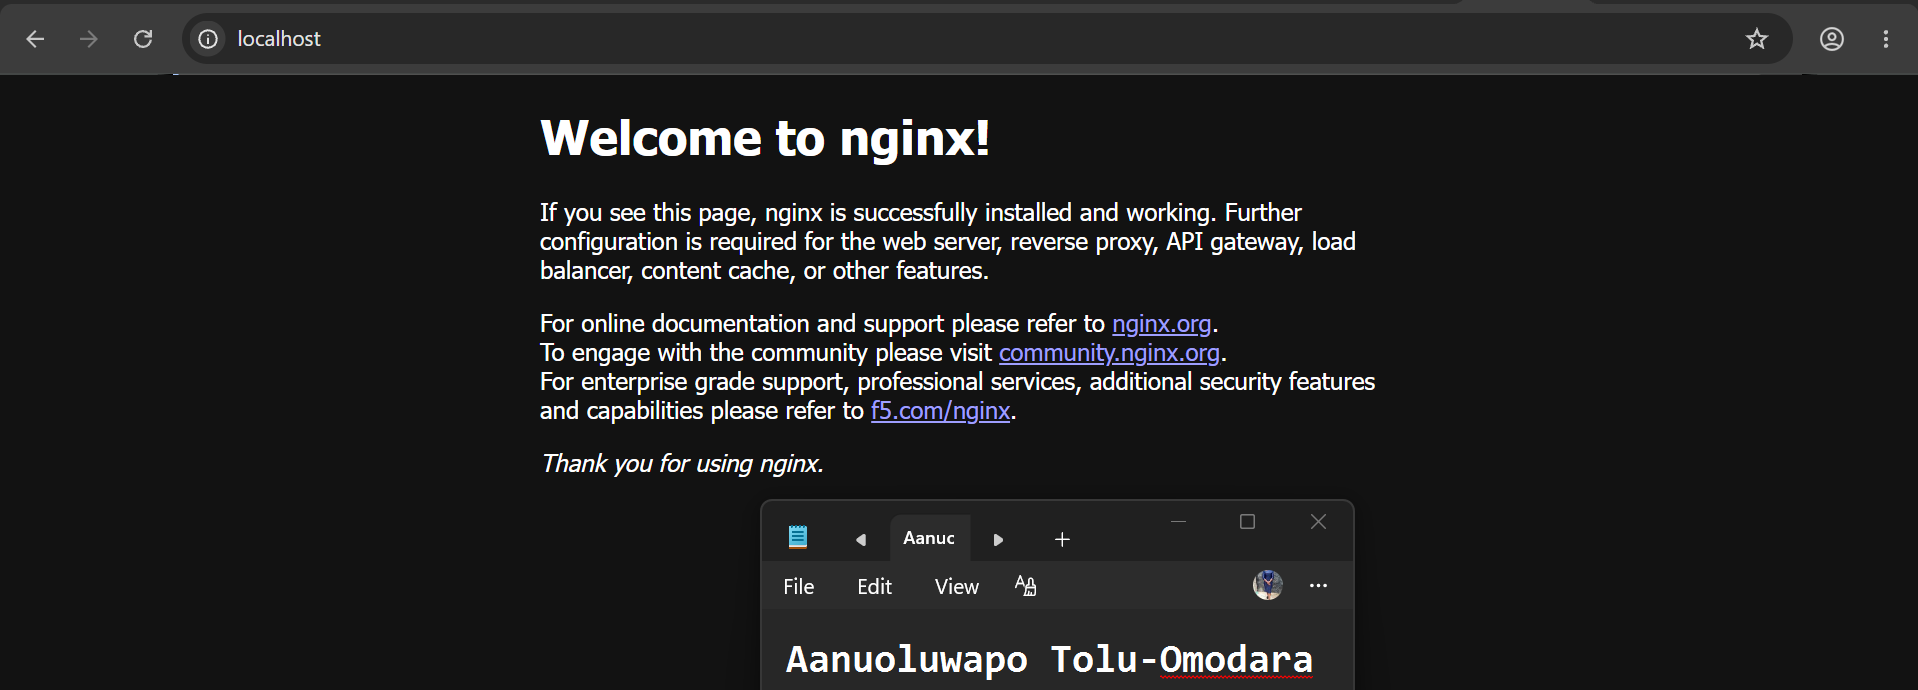 localhost
Welcome to nginx!
If you see this page, nginx is successfully installed and working. Further
configuration is required for the web server, reverse proxy, API gateway, load
balancer, content cache, or other features.
For online documentation and support please refer to nginx.org.
To engage with the community please visit community.nginx.org.
For enterprise grade support, professional services, additional security features
and capabilities please refer to f5.com/nginx.
Thank you for using nginx.
Aanuc
File Edit View
Aanuoluwapo Tolu-Omodara